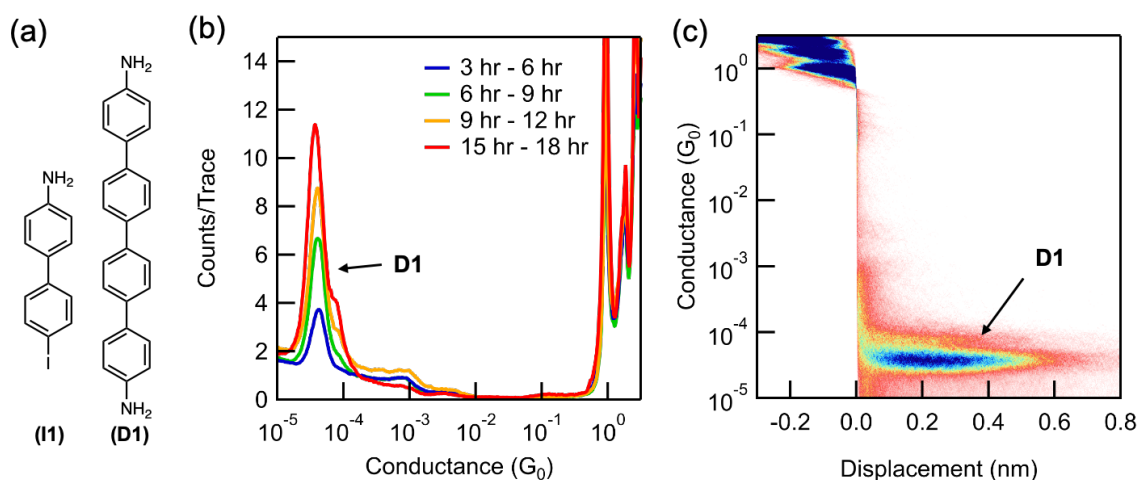 (a)
NH2
NH2
I
NH2
(I1)
(D1)
(b)
14
12
10
8
6
4
2
0
Counts/Trace
3 hr - 6 hr
6 hr - 9 hr
9 hr - 12 hr
15 hr - 18 hr
D1
10-5
10-4
10-3
10-2
10-1
100
Conductance (G0)
(c)
100
10-1
10-2
10-3
10-4
10-5
Conductance (G0)
D1
-0.2
0.0
0.2
0.4
0.6
0.8
Displacement (nm)